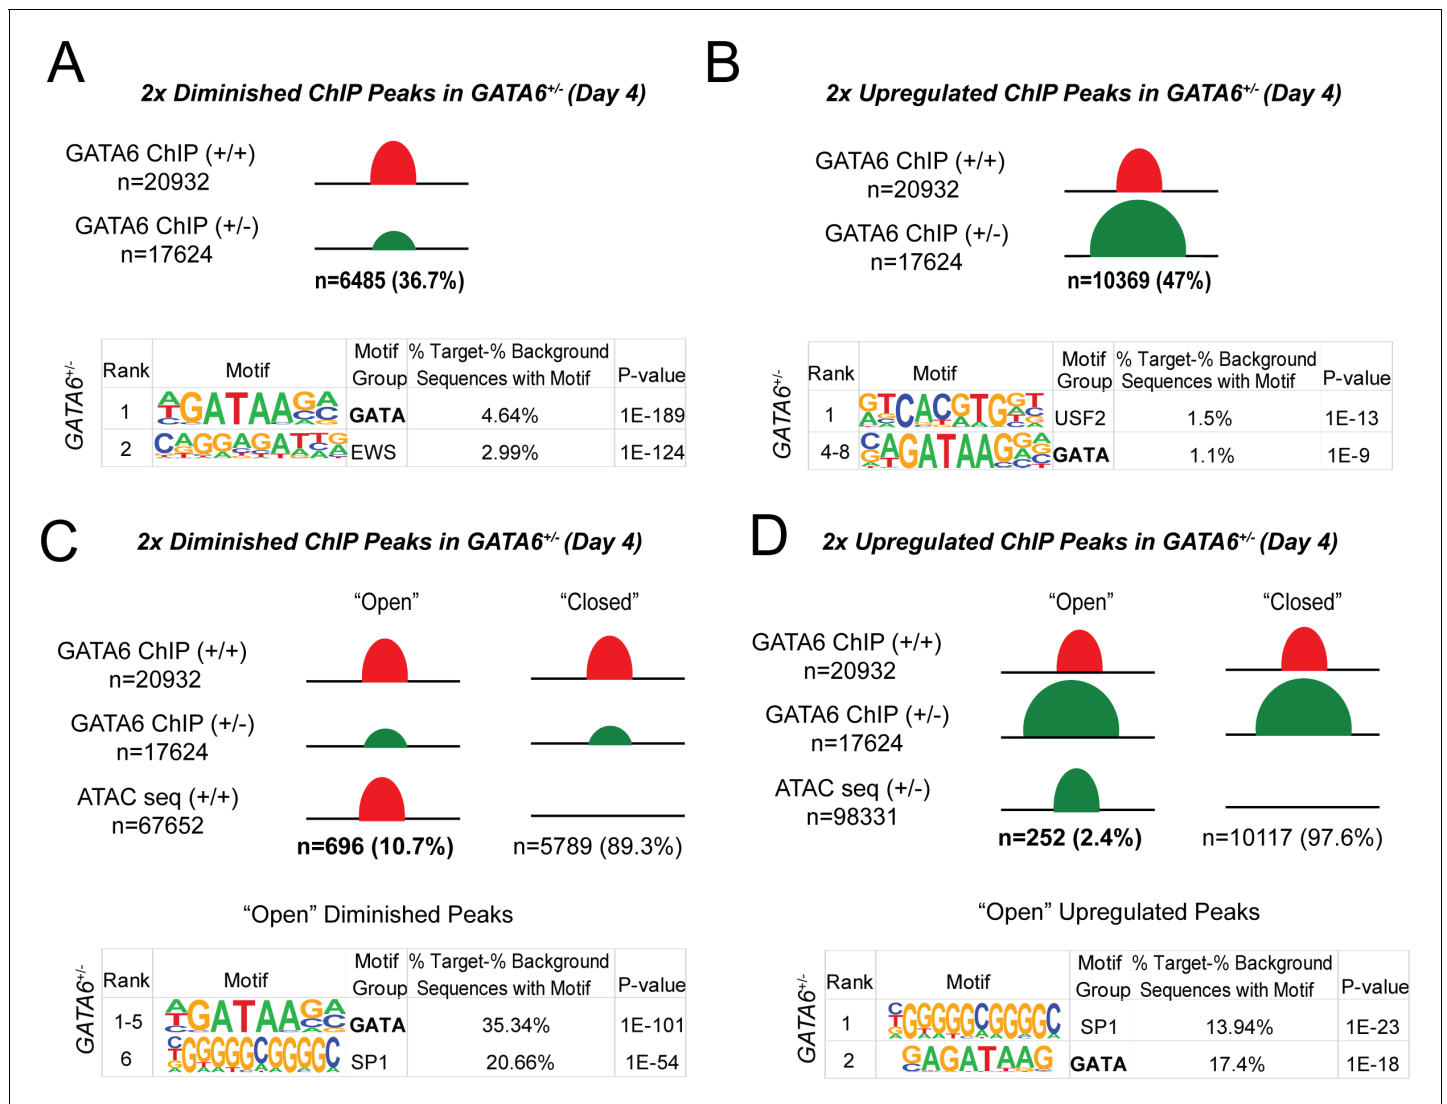 A
2x Diminished ChIP Peaks in GATA6+/- (Day 4)
GATA6 ChIP (+/+)
n=20932
GATA6 ChIP (+/-)
n=17624
n=6485 (36.7%)
GATA6+/-
Rank Motif Motif Group % Target-% Background Sequences with Motif P-value
1 GATAA GATA 4.64% 1E-189
2 EWS 2.99% 1E-124
B
2x Upregulated ChIP Peaks in GATA6+/- (Day 4)
GATA6 ChIP (+/+)
n=20932
GATA6 ChIP (+/-)
n=17624
n=10369 (47%)
GATA6+/-
Rank Motif Motif Group % Target-% Background Sequences with Motif P-value
1 TCACGTG USF2 1.5% 1E-13
4-8 AGATAAG GATA 1.1% 1E-9
C
2x Diminished ChIP Peaks in GATA6+/- (Day 4)
“Open” “Closed”
GATA6 ChIP (+/+)
n=20932
GATA6 ChIP (+/-)
n=17624
ATAC seq (+/+)
n=67652
n=696 (10.7%) n=5789 (89.3%)
“Open” Diminished Peaks
GATA6+/-
Rank Motif Motif Group % Target-% Background Sequences with Motif P-value
1-5 GATAA GATA 35.34% 1E-101
6 GGGGGCGGGGC SP1 20.66% 1E-54
D
2x Upregulated ChIP Peaks in GATA6+/- (Day 4)
“Open” “Closed”
GATA6 ChIP (+/+)
n=20932
GATA6 ChIP (+/-)
n=17624
ATAC seq (+/-)
n=98331
n=252 (2.4%) n=10117 (97.6%)
“Open” Upregulated Peaks
GATA6+/-
Rank Motif Motif Group % Target-% Background Sequences with Motif P-value
1 GGGGGCGGGGC SP1 13.94% 1E-23
2 GAGATAAG GATA 17.4% 1E-18